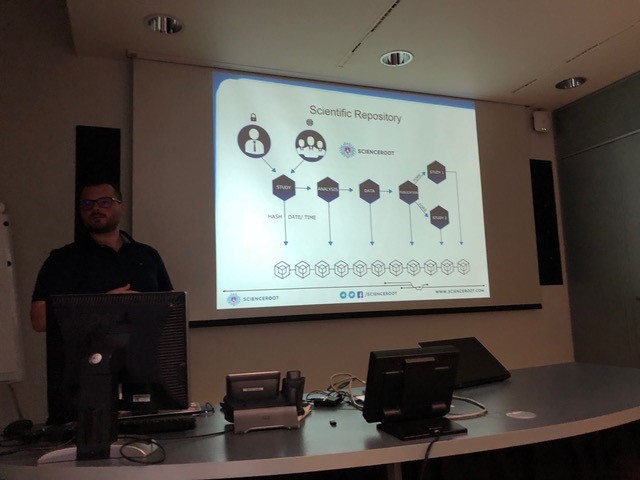 Scientific Repository
SCIENCEROOT
STUDY
ANALYSIS
DATA
STUDY 1
STUDY 2
HASH
DATE/ TIME
SCIENCEROOT
/SCIENCEROOT
WWW.SCIENCEROOT.COM